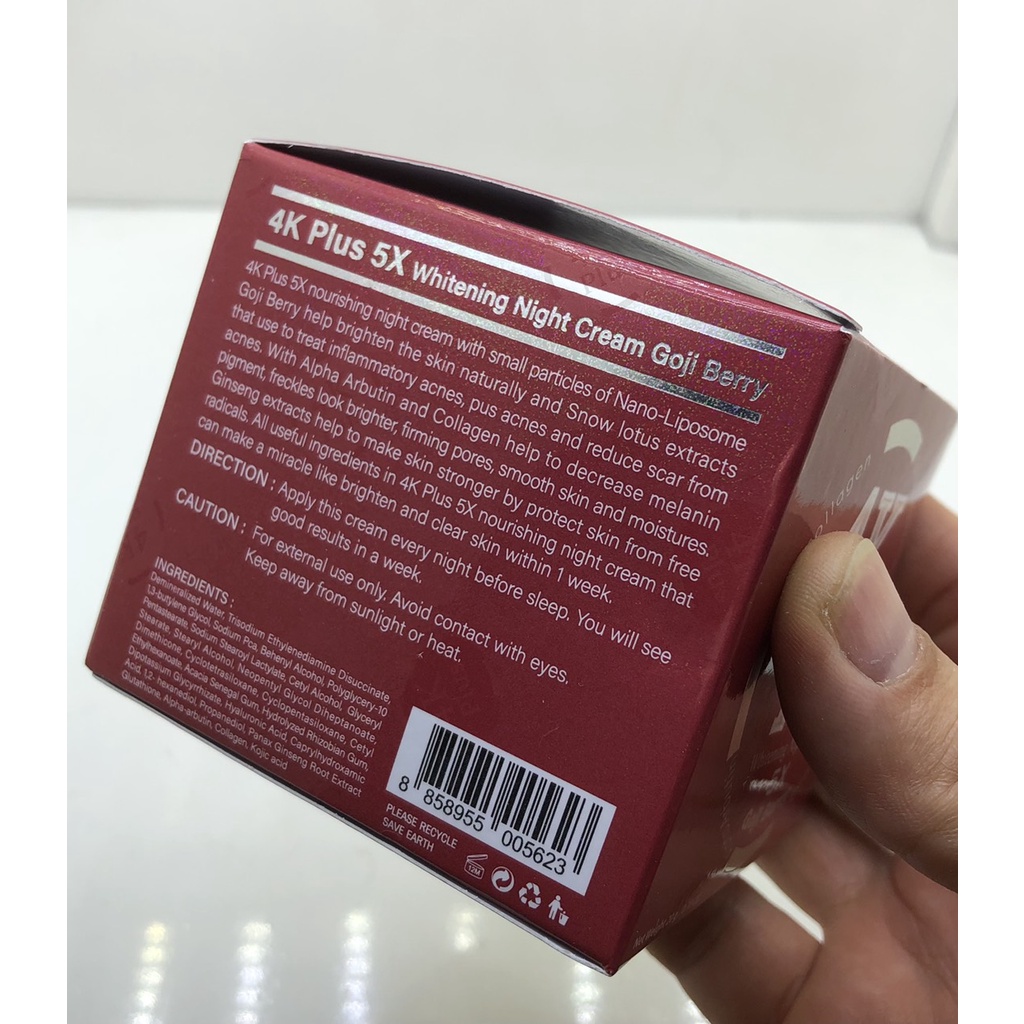 4K Plus 5X Whitening Night Cream Goji Berry
4K Plus 5X nourishing night cream with small particles of Nano-Liposome
Goji Berry help brighten the skin naturally and Snow lotus extracts
that use to treat inflammatory acnes, pus acnes and reduce scar from
acnes. With Alpha Arbutin and Collagen help to decrease melanin
pigment, freckles look brighter, firming pores, smooth skin and moistures.
Ginseng extracts help to make skin stronger by protect skin from free
radicals. All useful ingredients in 4K Plus 5X nourishing night cream that
can make a miracle like brighten and clear skin within 1 week.
DIRECTION : Apply this cream every night before sleep. You will see
good results in a week.
CAUTION : For external use only. Avoid contact with eyes.
Keep away from sunlight or heat.
INGREDIENTS :
Demineralized Water, Trisodium Ethylenediamine Disuccinate,
1,3-butylene Glycol, Sodium Pca, Behenyl Alcohol, Polyglycery-10
Pentastearate, Sodium Stearoyl Lactylate, Cetyl Alcohol, Glyceryl
Stearate, Stearyl Alcohol, Neopentyl Glycol Diheptanoate,
Dimethicone, Cyclotetrasiloxane, Cyclopentasiloxane, Cetyl
Ethylhexanoate, Acacia Senegal Gum, Hydrolyzed Rhizobian Gum,
Dipotassium Glycyrrhizate, Hyaluronic Acid, Caprylhydroxamic
Acid, 1,2- hexanediol, Propanediol, Panax Ginseng Root Extract
Glutathione, Alpha-arbutin, Collagen, Kojic acid
8 858955 005623
PLEASE RECYCLE
SAVE EARTH
12M
ollagen
4K